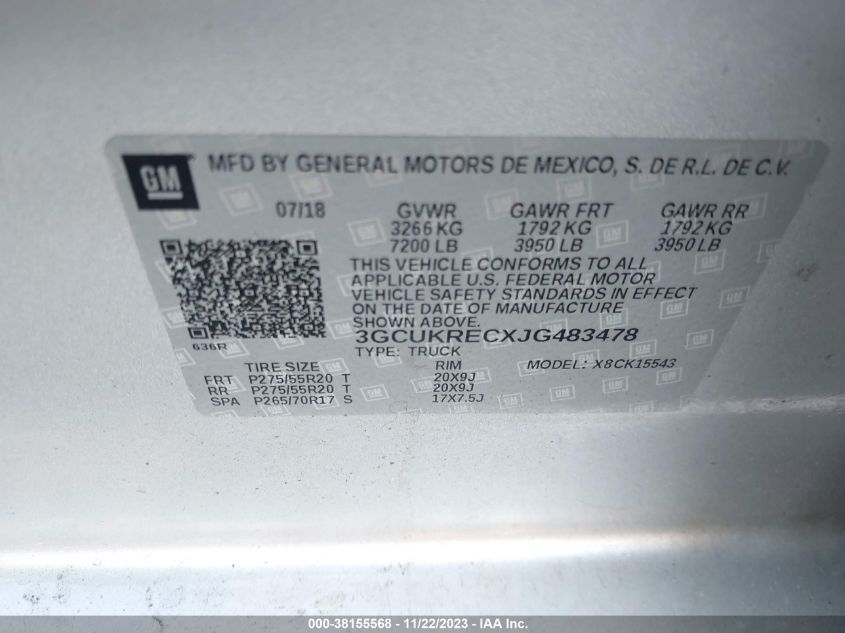 GM MFD BY GENERAL MOTORS DE MEXICO, S. DE R.L. DE C.V.
07/18 GVWR GAWR FRT GAWR RR
3266 KG 1792 KG 1792 KG
7200 LB 3950 LB 3950 LB
THIS VEHICLE CONFORMS TO ALL
APPLICABLE U.S. FEDERAL MOTOR
VEHICLE SAFETY STANDARDS IN EFFECT
ON THE DATE OF MANUFACTURE
SHOWN ABOVE.
3GCUKRECXJG483478
636R
TYPE: TRUCK MODEL: X8CK15543
TIRE SIZE RIM
FRT P275/55R20 T 20X9J
RR P275/55R20 T 20X9J
SPA P265/70R17 S 17X7.5J
000-38155568 - 11/22/2023 - IAA Inc.